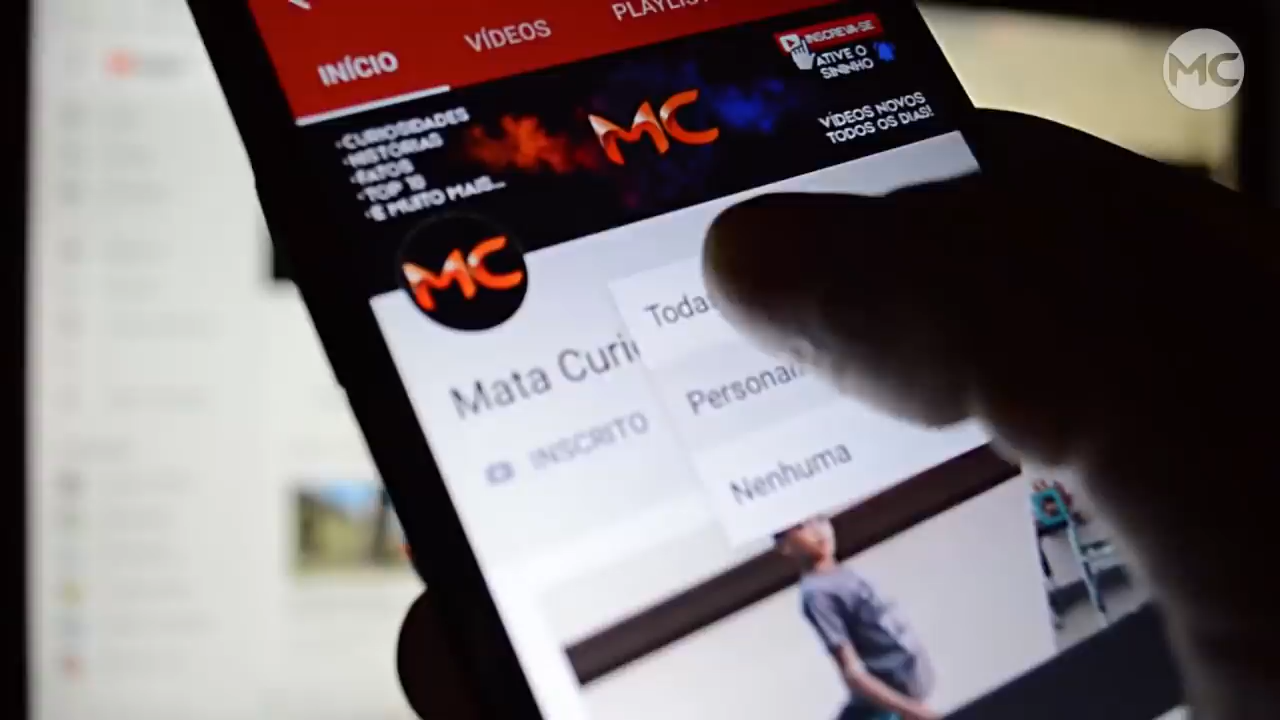 INÍCIO
VÍDEOS
PLAYLIS
•CURIOSIDADES
•HISTÓRIAS
•FATOS
•TOP 10
•E MUITO MAIS...
MC
INSCREVA-SE
ATIVE O
SININHO
VÍDEOS NOVOS
TODOS OS DIAS!
MC
MC
Mata Curi
INSCRITO
Toda
Personal
Nenhuma